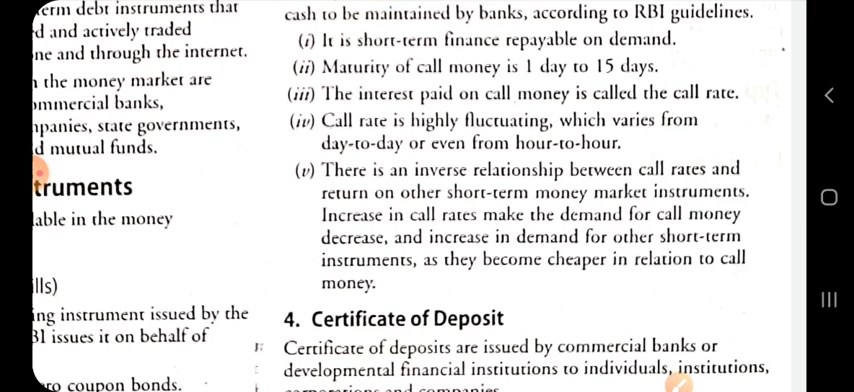 term debt instruments that
d and actively traded
ne and through the internet.
the money market are
ommercial banks,
panies, state governments,
d mutual funds.
truments
lable in the money
ills)
ing instrument issued by the
BI issues it on behalf of
ro coupon bonds.
cash to be maintained by banks, according to RBI guidelines.
(i) It is short-term finance repayable on demand.
(ii) Maturity of call money is 1 day to 15 days.
(iii) The interest paid on call money is called the call rate.
(iv) Call rate is highly fluctuating, which varies from
day-to-day or even from hour-to-hour.
(v) There is an inverse relationship between call rates and
return on other short-term money market instruments.
Increase in call rates make the demand for call money
decrease, and increase in demand for other short-term
instruments, as they become cheaper in relation to call
money.
4. Certificate of Deposit
Certificate of deposits are issued by commercial banks or
developmental financial institutions to individuals, institutions,